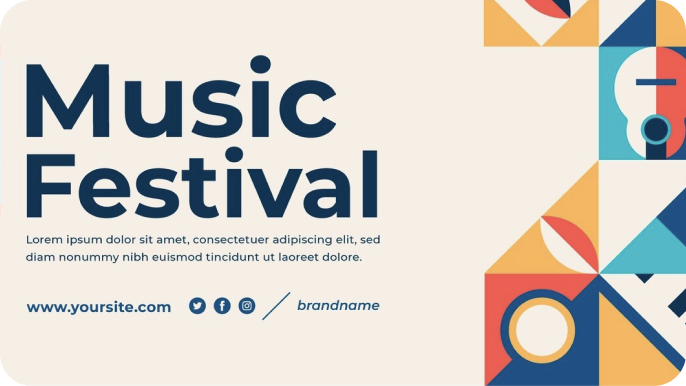 Music
Festival
Lorem ipsum dolor sit amet, consectetuer adipiscing elit, sed
diam nonummy nibh euismod tincidunt ut laoreet dolore.
www.yoursite.com brandname